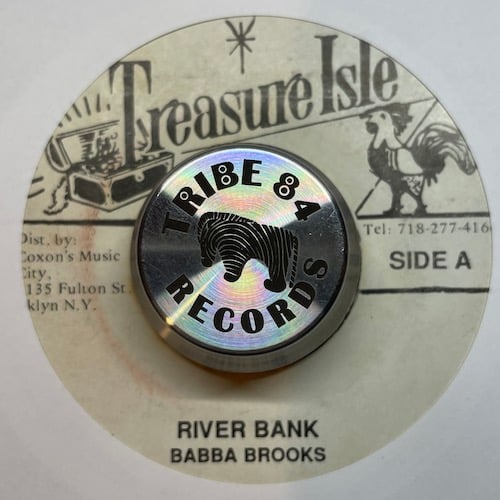 Treasure Isle
Dist. by:
Coxon's Music
City,
1135 Fulton St
klyn N.Y.
Tel: 718-277-416
SIDE A
TRIBE 84
RECORDS
RIVER BANK
BABBA BROOKS